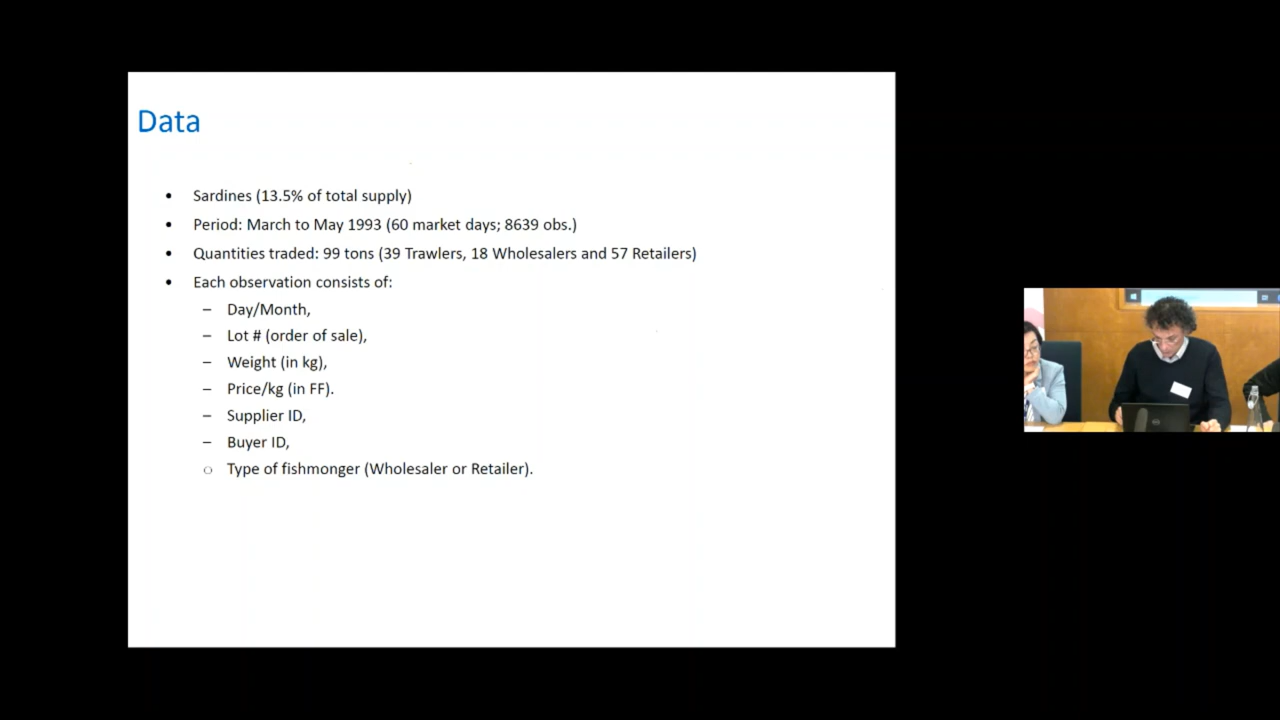 Data
• Sardines (13.5% of total supply)
• Period: March to May 1993 (60 market days; 8639 obs.)
• Quantities traded: 99 tons (39 Trawlers, 18 Wholesalers and 57 Retailers)
• Each observation consists of:
– Day/Month,
– Lot # (order of sale),
– Weight (in kg),
– Price/kg (in FF).
– Supplier ID,
– Buyer ID,
○ Type of fishmonger (Wholesaler or Retailer).